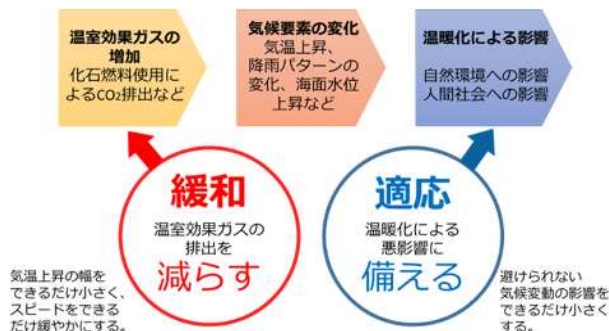 温室効果ガスの
増加
化石燃料使用に
よるCO₂排出など
気候要素の変化
気温上昇、
降雨パターンの
変化、海面水位
上昇など
温暖化による影響
自然環境への影響
人間社会への影響
緩和
温室効果ガスの
排出を
減らす
適応
温暖化による
悪影響に
備える
気温上昇の幅を
できるだけ小さく、
スピードをできる
だけ緩やかにする。
避けられない
気候変動の影響を
できるだけ小さく
する。